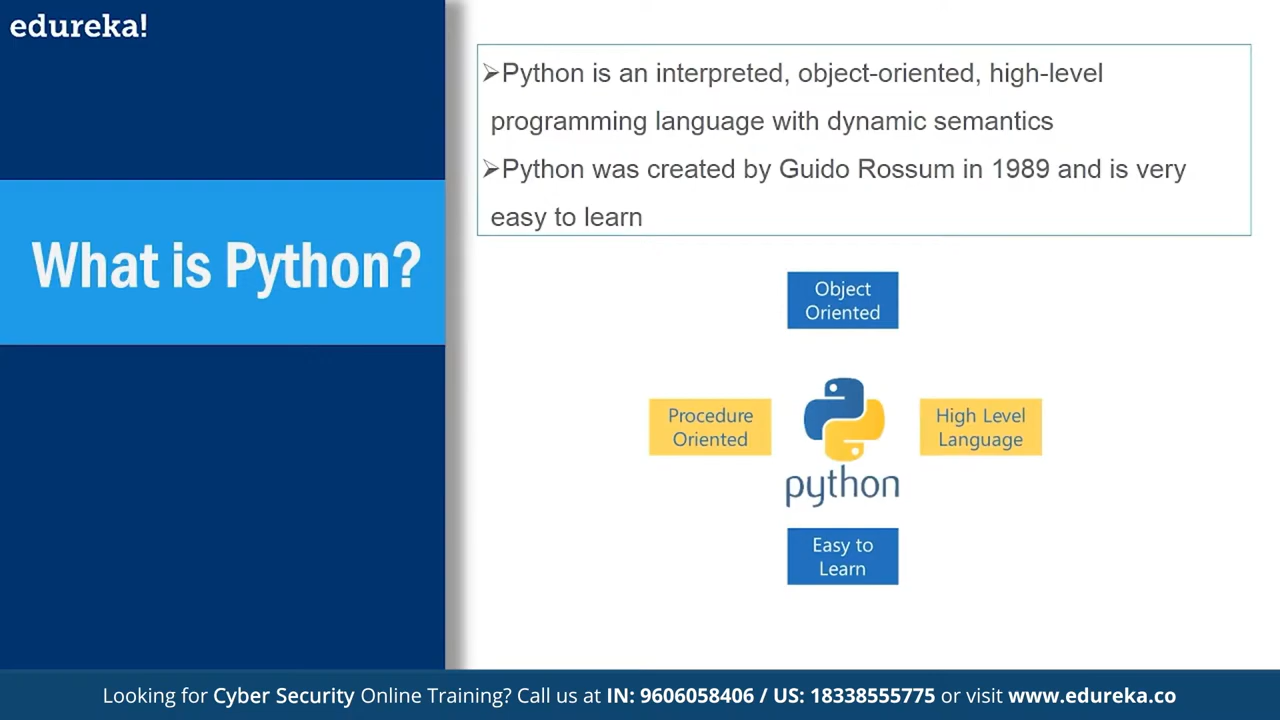 edureka!
What is Python?
➢Python is an interpreted, object-oriented, high-level
programming language with dynamic semantics
➢Python was created by Guido Rossum in 1989 and is very
easy to learn
Object
Oriented
Procedure
Oriented
High Level
Language
python
Easy to
Learn
Looking for Cyber Security Online Training? Call us at IN: 9606058406 / US: 18338555775 or visit www.edureka.co